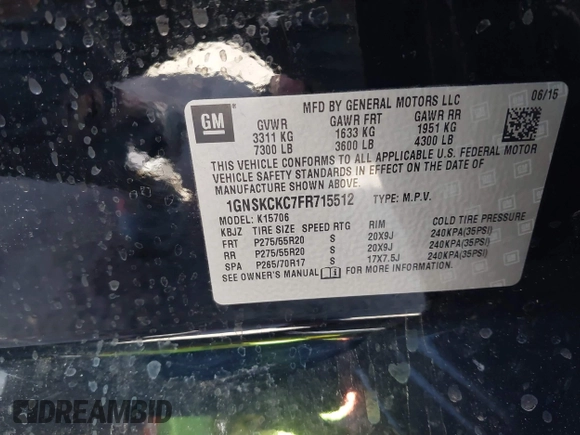 GM
MFD BY GENERAL MOTORS LLC
06/15
GVWR GAWR FRT GAWR RR
3311 KG 1633 KG 1951 KG
7300 LB 3600 LB 4300 LB
THIS VEHICLE CONFORMS TO ALL APPLICABLE U.S. FEDERAL MOTOR
VEHICLE SAFETY STANDARDS IN EFFECT ON THE DATE OF
MANUFACTURE SHOWN ABOVE.
1GNSKCKC7FR715512 TYPE: M.P.V.
MODEL: K15706
KBJZ TIRE SIZE SPEED RTG RIM COLD TIRE PRESSURE
FRT P275/55R20 S 20X9J 240KPA(35PSI)
RR P275/55R20 S 20X9J 240KPA(35PSI)
SPA P265/70R17 S 17X7.5J 240KPA(35PSI)
SEE OWNER'S MANUAL FOR MORE INFORMATION.
DREAMBID